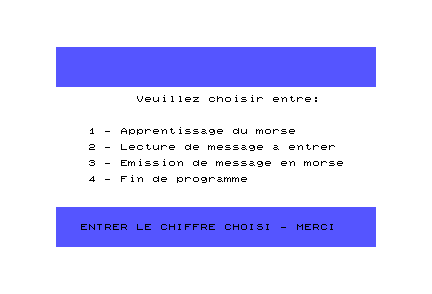 Veuillez choisir entre:
1 - Apprentissage du morse
2 - Lecture de message a entrer
3 - Emission de message en morse
4 - Fin de programme
ENTRER LE CHIFFRE CHOISI - MERCI